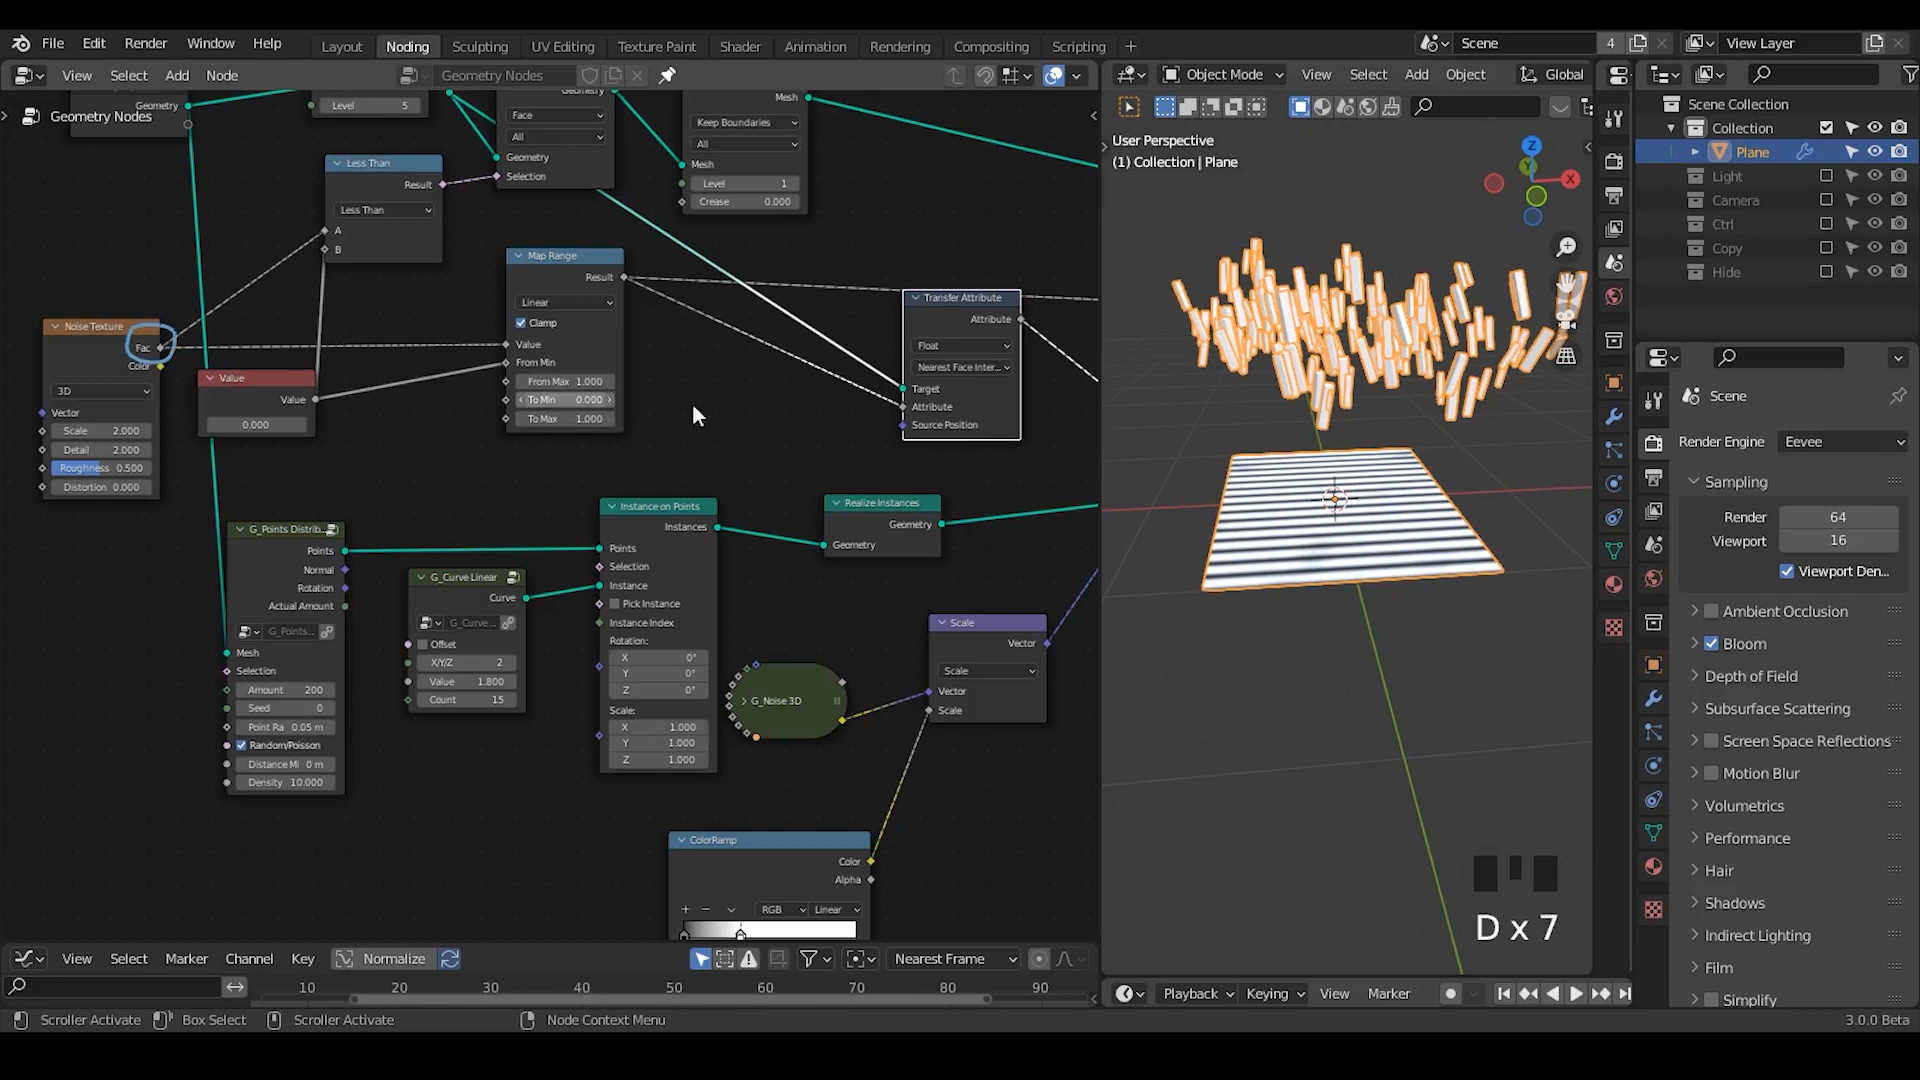 File Edit Render Window Help Layout Noding Sculpting UV Editing Texture Paint Shader Animation Rendering Compositing Scripting + Scene 4 View Layer
View Select Add Node Geometry Nodes Object Mode View Select Add Object Global
Geometry Nodes
Geometry
Level 5
Geometry
Face
All
Geometry
Selection
Mesh
Keep Boundaries
All
Mesh
Level 1
Crease 0.000
Less Than
Result
Less Than
A
B
Map Range
Result
Linear
Clamp
Value
From Min
From Max 1.000
To Min 0.000
To Max 1.000
Transfer Attribute
Attribute
Float
Nearest Face Inter...
Target
Attribute
Source Position
Noise Texture
Fac
Color
3D
Vector
Scale 2.000
Detail 2.000
Roughness 0.500
Distortion 0.000
Value
Value
0.000
G_Points Distrib...
Points
Normal
Rotation
Actual Amount
G_Points...
Mesh
Selection
Amount 200
Seed 0
Point Ra 0.05 m
Random/Poisson
Distance Mi 0 m
Density 10.000
G_Curve Linear
Curve
G_Curve...
Offset
X/Y/Z 2
Value 1.800
Count 15
Instance on Points
Instances
Points
Selection
Instance
Pick Instance
Instance Index
Rotation:
X 0°
Y 0°
Z 0°
Scale:
X 1.000
Y 1.000
Z 1.000
Realize Instances
Geometry
Geometry
G_Noise 3D
Scale
Vector
Scale
Vector
Scale
ColorRamp
Color
Alpha
+ − RGB Linear
User Perspective
(1) Collection | Plane
Z
Y
X
D x 7
Scene Collection
Collection
Plane
Light
Camera
Ctrl
Copy
Hide
Scene
Render Engine Eevee
Sampling
Render 64
Viewport 16
Viewport Den...
Ambient Occlusion
Bloom
Depth of Field
Subsurface Scattering
Screen Space Reflections
Motion Blur
Volumetrics
Performance
Hair
Shadows
Indirect Lighting
Film
Simplify
View Select Marker Channel Key Normalize Nearest Frame
10 20 30 40 50 60 70 80 90
Playback Keying View Marker
Scroller Activate Box Select Scroller Activate Node Context Menu 3.0.0 Beta